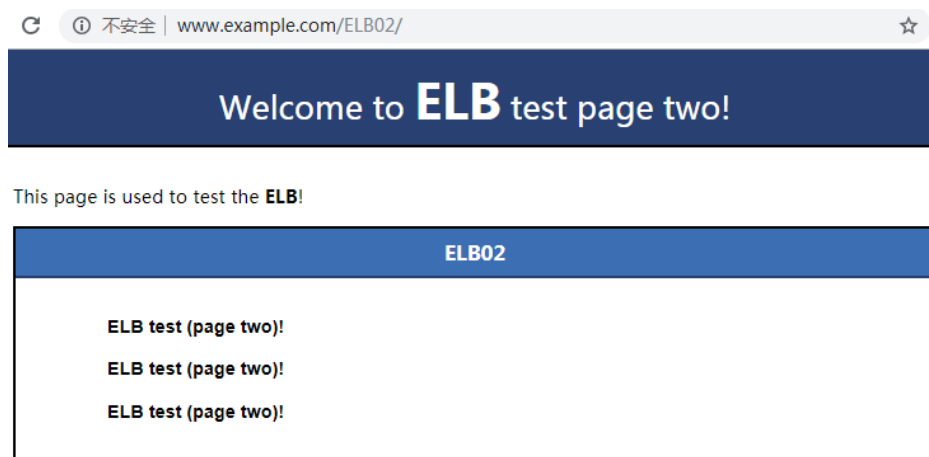 不安全 | www.example.com/ELB02/
Welcome to ELB test page two!
This page is used to test the ELB!
ELB02
ELB test (page two)!
ELB test (page two)!
ELB test (page two)!